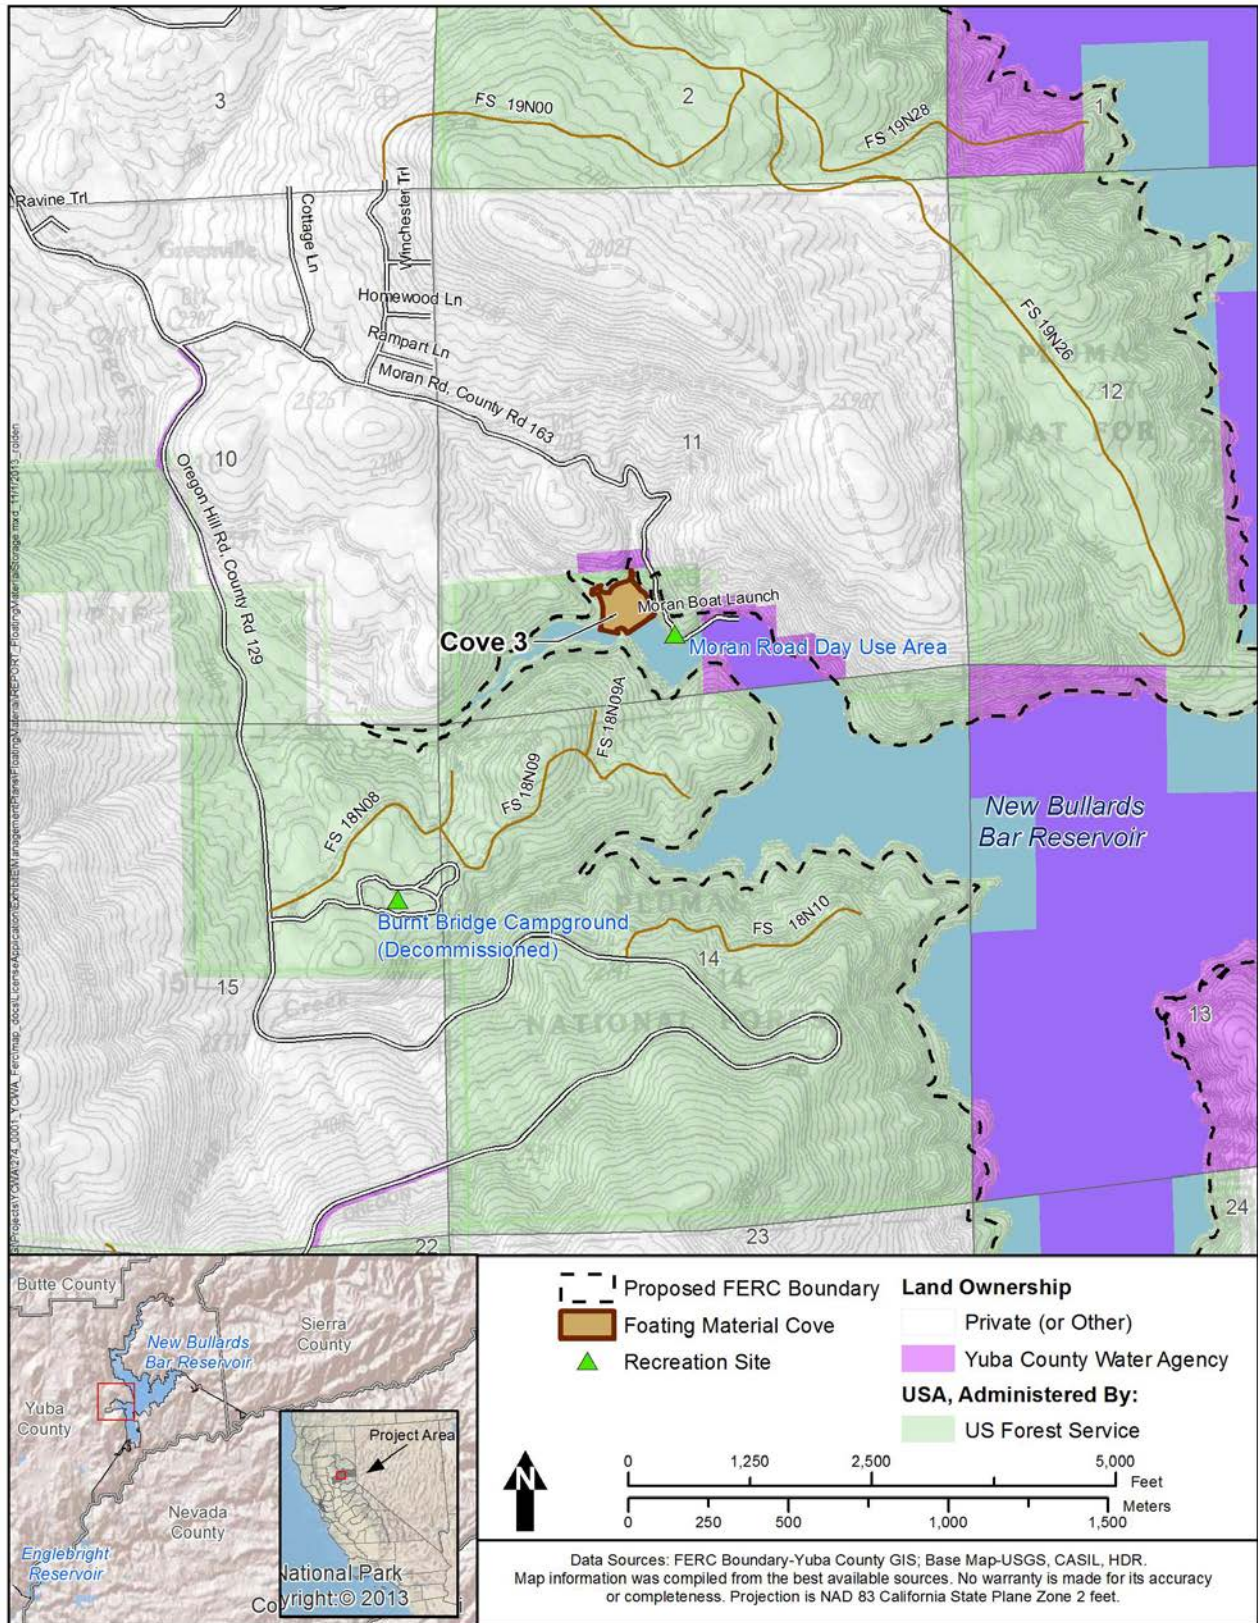 3
2
1
FS 19N00
FS 19N28
Ravine Trl
Cottage Ln
Winchester Trl
Greenville
Homewood Ln
Rampart Ln
Moran Rd, County Rd 163
FS 19N26
12
NAT FOR
10
11
Oregon Hill Rd, County Rd 129
Moran Boat Launch
Cove 3
Moran Road Day Use Area
FS 18N09A
FS 18N09
FS 18N08
New Bullards
Bar Reservoir
Burnt Bridge Campground
(Decommissioned)
FS 18N10
14
15
Creek
NATIONAL
13
24
23
22
Butte County
Sierra
County
New Bullards
Bar Reservoir
Yuba
County
Project Area
Nevada
County
Englebright
Reservoir
National Park
Copyright:© 2013
Proposed FERC Boundary
Foating Material Cove
Recreation Site
Land Ownership
Private (or Other)
Yuba County Water Agency
USA, Administered By:
US Forest Service
N
0 1,250 2,500 5,000
Feet
Meters
0 250 500 1,000 1,500
Data Sources: FERC Boundary-Yuba County GIS; Base Map-USGS, CASIL, HDR.
Map information was compiled from the best available sources. No warranty is made for its accuracy
or completeness. Projection is NAD 83 California State Plane Zone 2 feet.